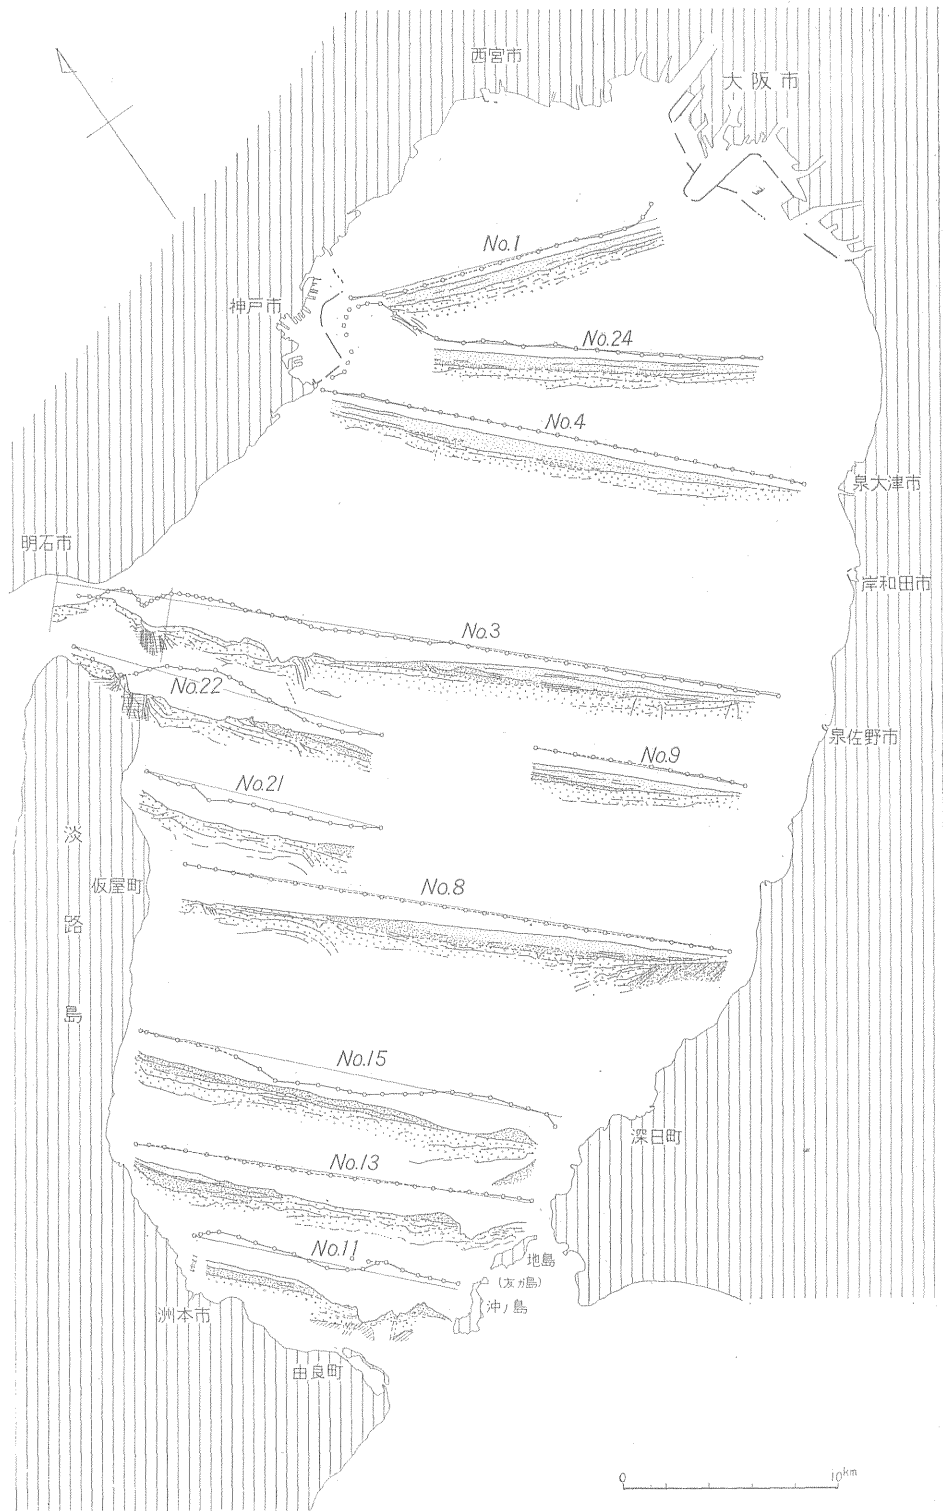 西宮市
大阪市
No.1
神戸市
No.24
No.4
泉大津市
明石市
岸和田市
No.3
No.22
泉佐野市
No.9
No.21
淡路島
仮屋町
No.8
No.15
深日町
No.13
No.11
地島
(友ガ島)
沖ノ島
洲本市
由良町
0 10km